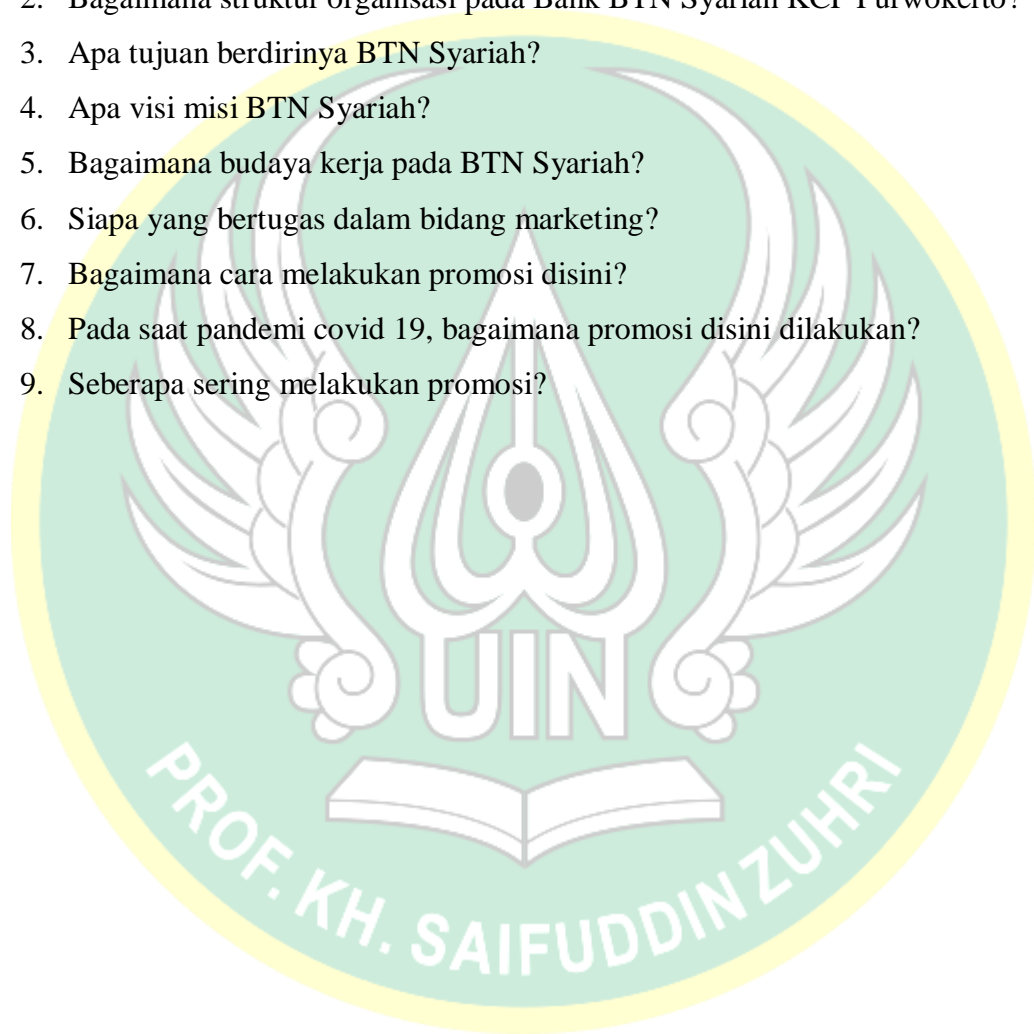 2. Bagaimana struktur organisasi pada Bank BTN Syariah KCP Purwokerto?
3. Apa tujuan berdirinya BTN Syariah?
4. Apa visi misi BTN Syariah?
5. Bagaimana budaya kerja pada BTN Syariah?
6. Siapa yang bertugas dalam bidang marketing?
7. Bagaimana cara melakukan promosi disini?
8. Pada saat pandemi covid 19, bagaimana promosi disini dilakukan?
9. Seberapa sering melakukan promosi?
UIN
PROF. KH. SAIFUDDIN ZUHRI